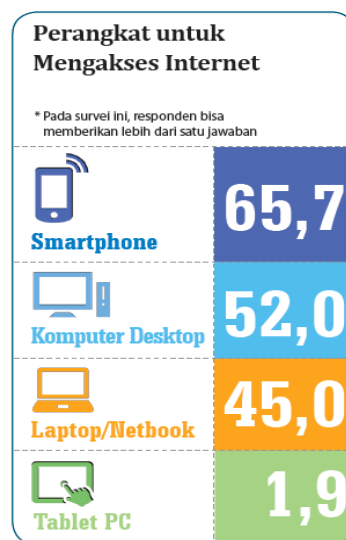 Perangkat untuk
Mengakses Internet
* Pada survei ini, responden bisa
memberikan lebih dari satu jawaban
Smartphone
65,7
Komputer Desktop
52,0
Laptop/Netbook
45,0
Tablet PC
1,9